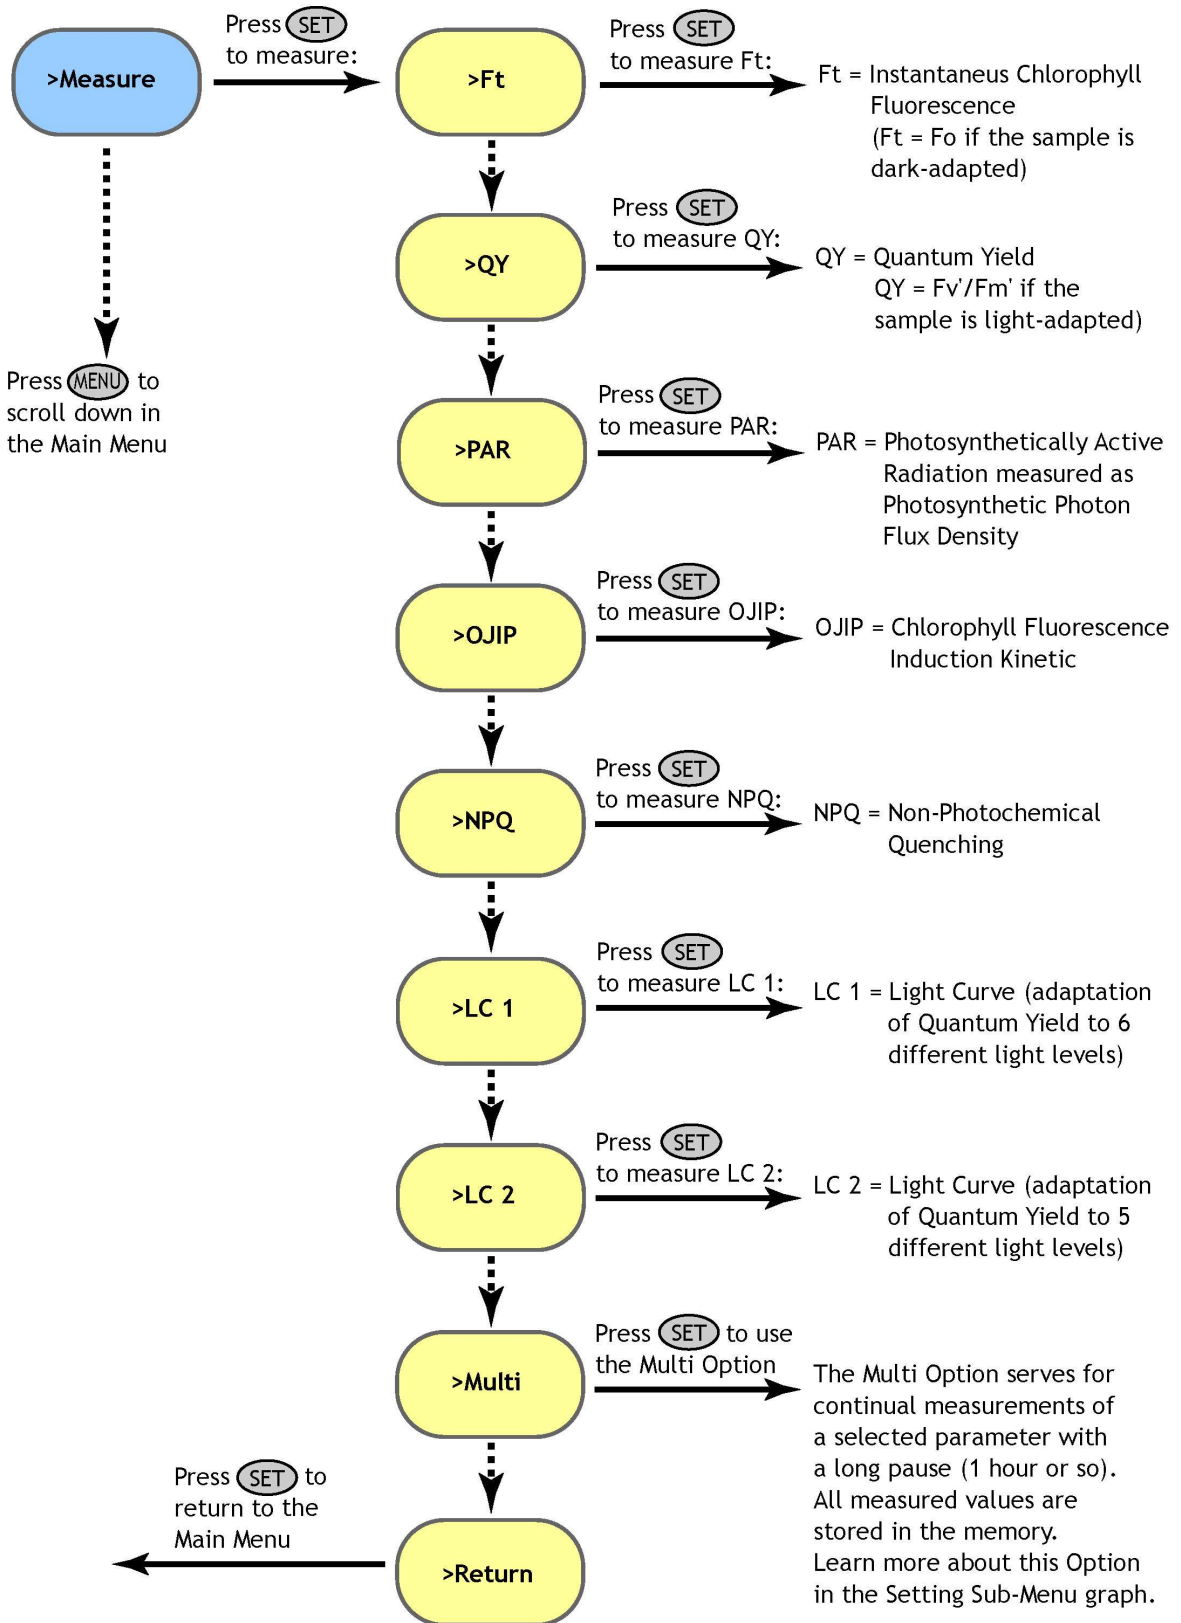 Press SET
to measure:
>Measure
Press MENU to
scroll down in
the Main Menu
>Ft
Press SET
to measure Ft:
Ft = Instantaneus Chlorophyll
Fluorescence
(Ft = Fo if the sample is
dark-adapted)
>QY
Press SET
to measure QY:
QY = Quantum Yield
QY = Fv'/Fm' if the
sample is light-adapted)
>PAR
Press SET
to measure PAR:
PAR = Photosynthetically Active
Radiation measured as
Photosynthetic Photon
Flux Density
>OJIP
Press SET
to measure OJIP:
OJIP = Chlorophyll Fluorescence
Induction Kinetic
>NPQ
Press SET
to measure NPQ:
NPQ = Non-Photochemical
Quenching
>LC 1
Press SET
to measure LC 1:
LC 1 = Light Curve (adaptation
of Quantum Yield to 6
different light levels)
>LC 2
Press SET
to measure LC 2:
LC 2 = Light Curve (adaptation
of Quantum Yield to 5
different light levels)
>Multi
Press SET to use
the Multi Option
The Multi Option serves for
continual measurements of
a selected parameter with
a long pause (1 hour or so).
All measured values are
stored in the memory.
Learn more about this Option
in the Setting Sub-Menu graph.
>Return
Press SET to
return to the
Main Menu